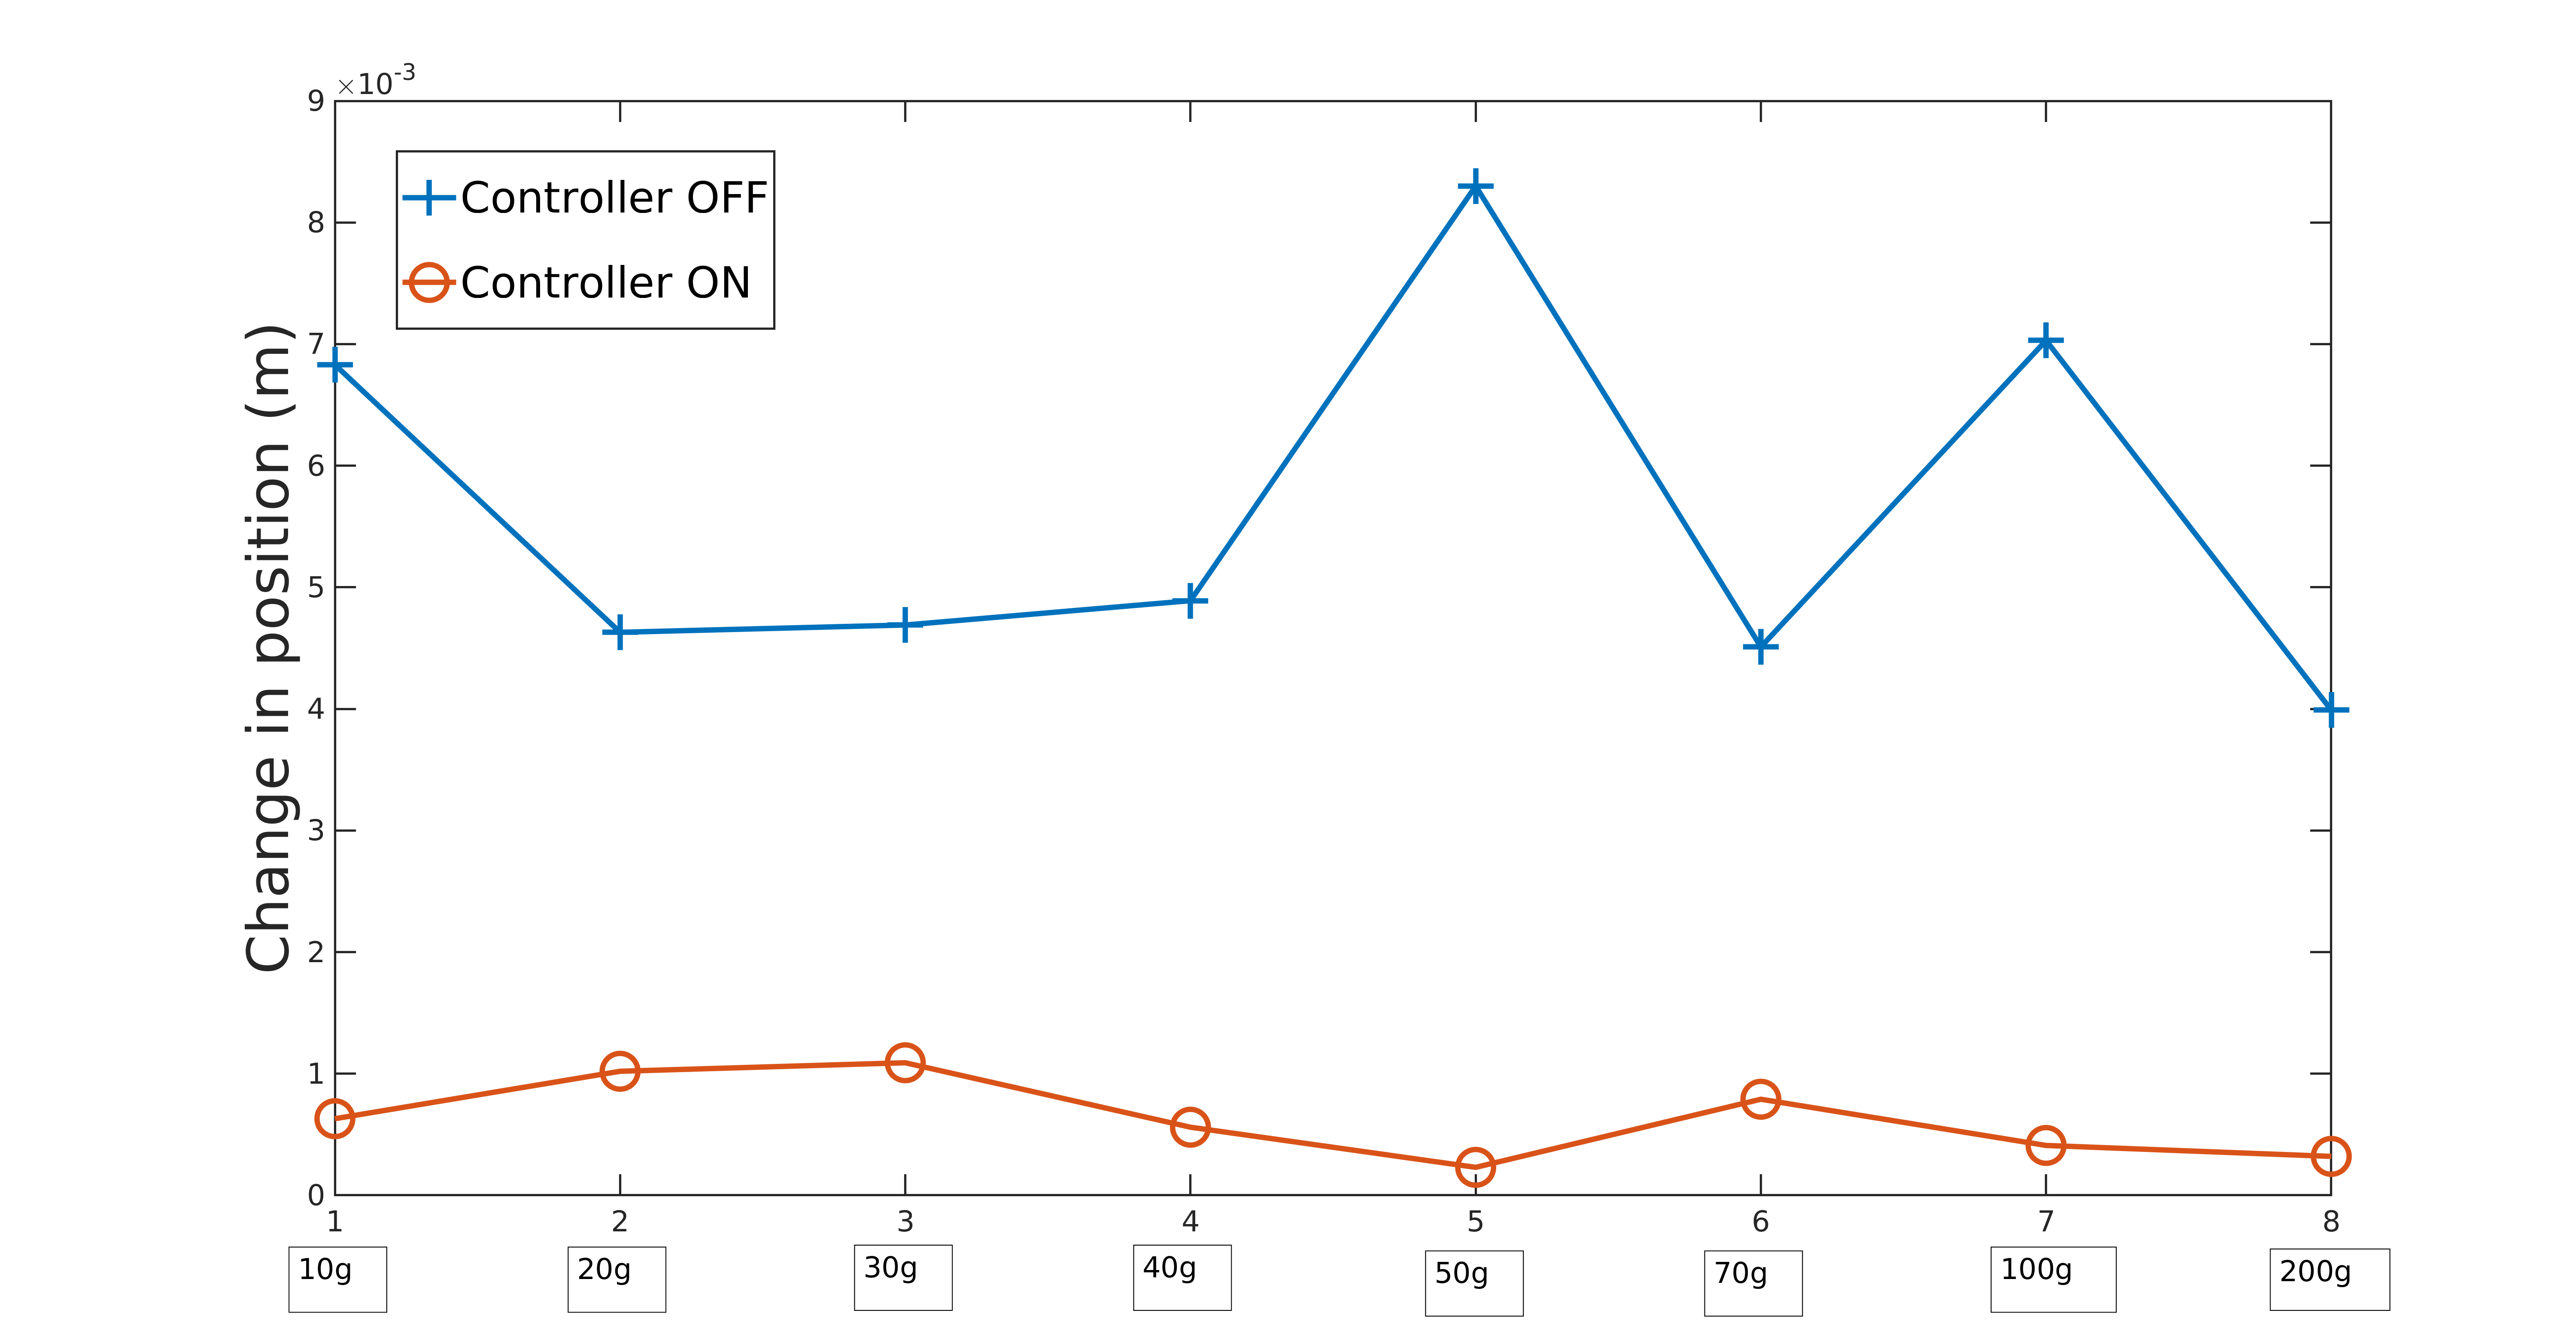 ×10-3
9
8
7
6
5
4
3
2
1
0
Change in position (m)
Controller OFF
Controller ON
1 2 3 4 5 6 7 8
10g 20g 30g 40g 50g 70g 100g 200g